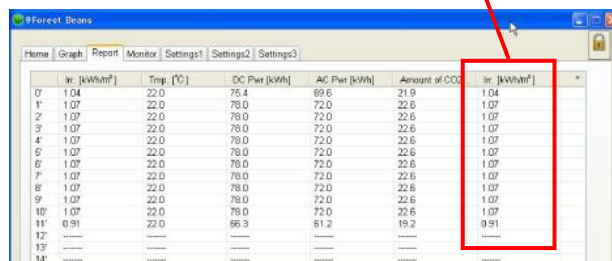 9Forest Beans
Home Graph Report Monitor Settings1 Settings2 Settings3
Irr. [kWh/m²] Tmp. [°C] DC Pwr [kWh] AC Pwr [kWh] Amount of CO2... Irr. [kWh/m²] *
0' 1.04 22.0 75.4 69.6 21.9 1.04
1' 1.07 22.0 78.0 72.0 22.6 1.07
2' 1.07 22.0 78.0 72.0 22.6 1.07
3' 1.07 22.0 78.0 72.0 22.6 1.07
4' 1.07 22.0 78.0 72.0 22.6 1.07
5' 1.07 22.0 78.0 72.0 22.6 1.07
6' 1.07 22.0 78.0 72.0 22.6 1.07
7' 1.07 22.0 78.0 72.0 22.6 1.07
8' 1.07 22.0 78.0 72.0 22.6 1.07
9' 1.07 22.0 78.0 72.0 22.6 1.07
10' 1.07 22.0 78.0 72.0 22.6 1.07
11' 0.91 22.0 66.3 61.2 19.2 0.91
12' ------- ------- ------- ------- ------- -------
13' ------- ------- ------- ------- ------- -------
14' ------- ------- ------- ------- ------- -------